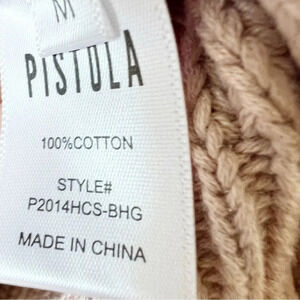 M
PISTOLA
100%COTTON
STYLE#
P2014HCS-BHG
MADE IN CHINA